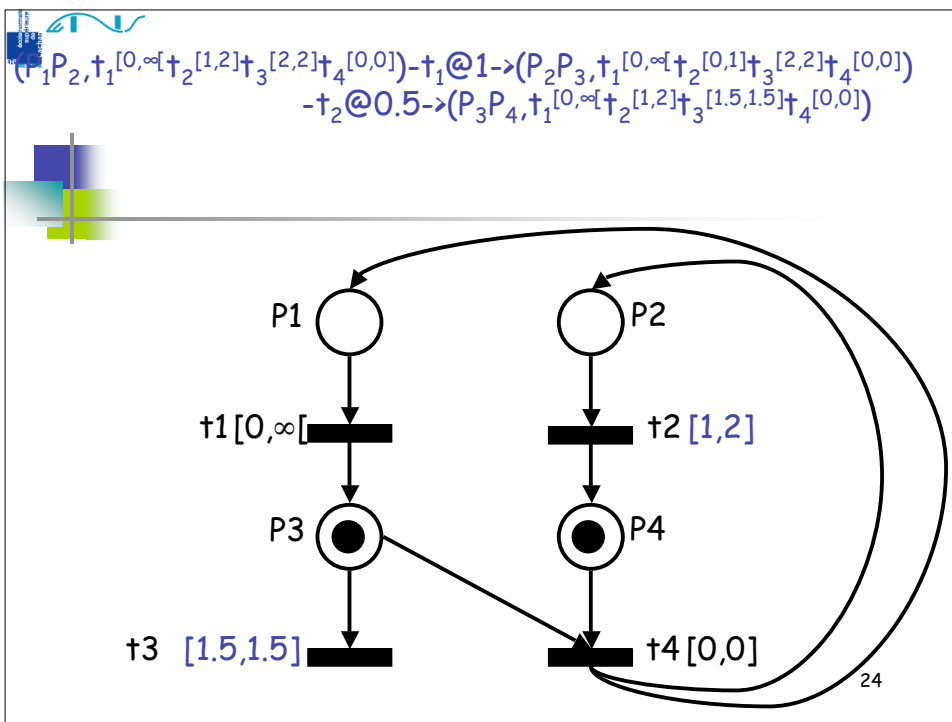 (P₁P₂,t₁^[0,∞[t₂^[1,2]t₃^[2,2]t₄^[0,0])-t₁@1->(P₂P₃,t₁^[0,∞[t₂^[0,1]t₃^[2,2]t₄^[0,0])
-t₂@0.5->(P₃P₄,t₁^[0,∞[t₂^[1,2]t₃^[1.5,1.5]t₄^[0,0])
P1 P2
t1[0,∞[ t2 [1,2]
P3 P4
t3 [1.5,1.5] t4[0,0]
24